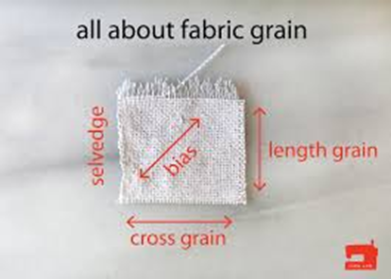 all about fabric grain
selvedge
bias
length grain
cross grain